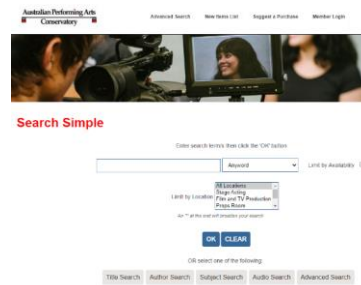 Australian Performing Arts
Conservatory
Advanced Search New Items List Suggest a Purchase Member Login
Search Simple
Enter search term/s then click the 'OK' button
Keyword Limit by Availability
Limit by Location
All Locations
Stage Acting
Film and TV Production
Props Room
An '*' at the end will broaden your search
OK CLEAR
OR select one of the following:
Title Search Author Search Subject Search Audio Search Advanced Search